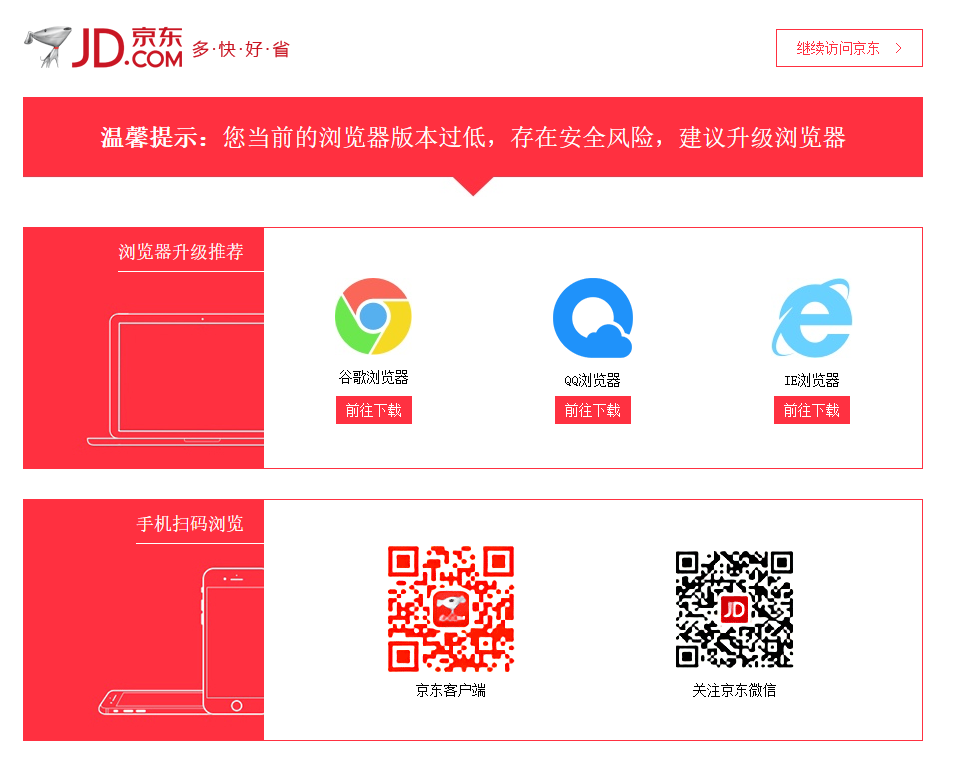 JD.COM 京东 多·快·好·省
继续访问京东 >
温馨提示：您当前的浏览器版本过低，存在安全风险，建议升级浏览器
浏览器升级推荐
谷歌浏览器
QQ浏览器
IE浏览器
前往下载
前往下载
前往下载
手机扫码浏览
JD
京东客户端
关注京东微信